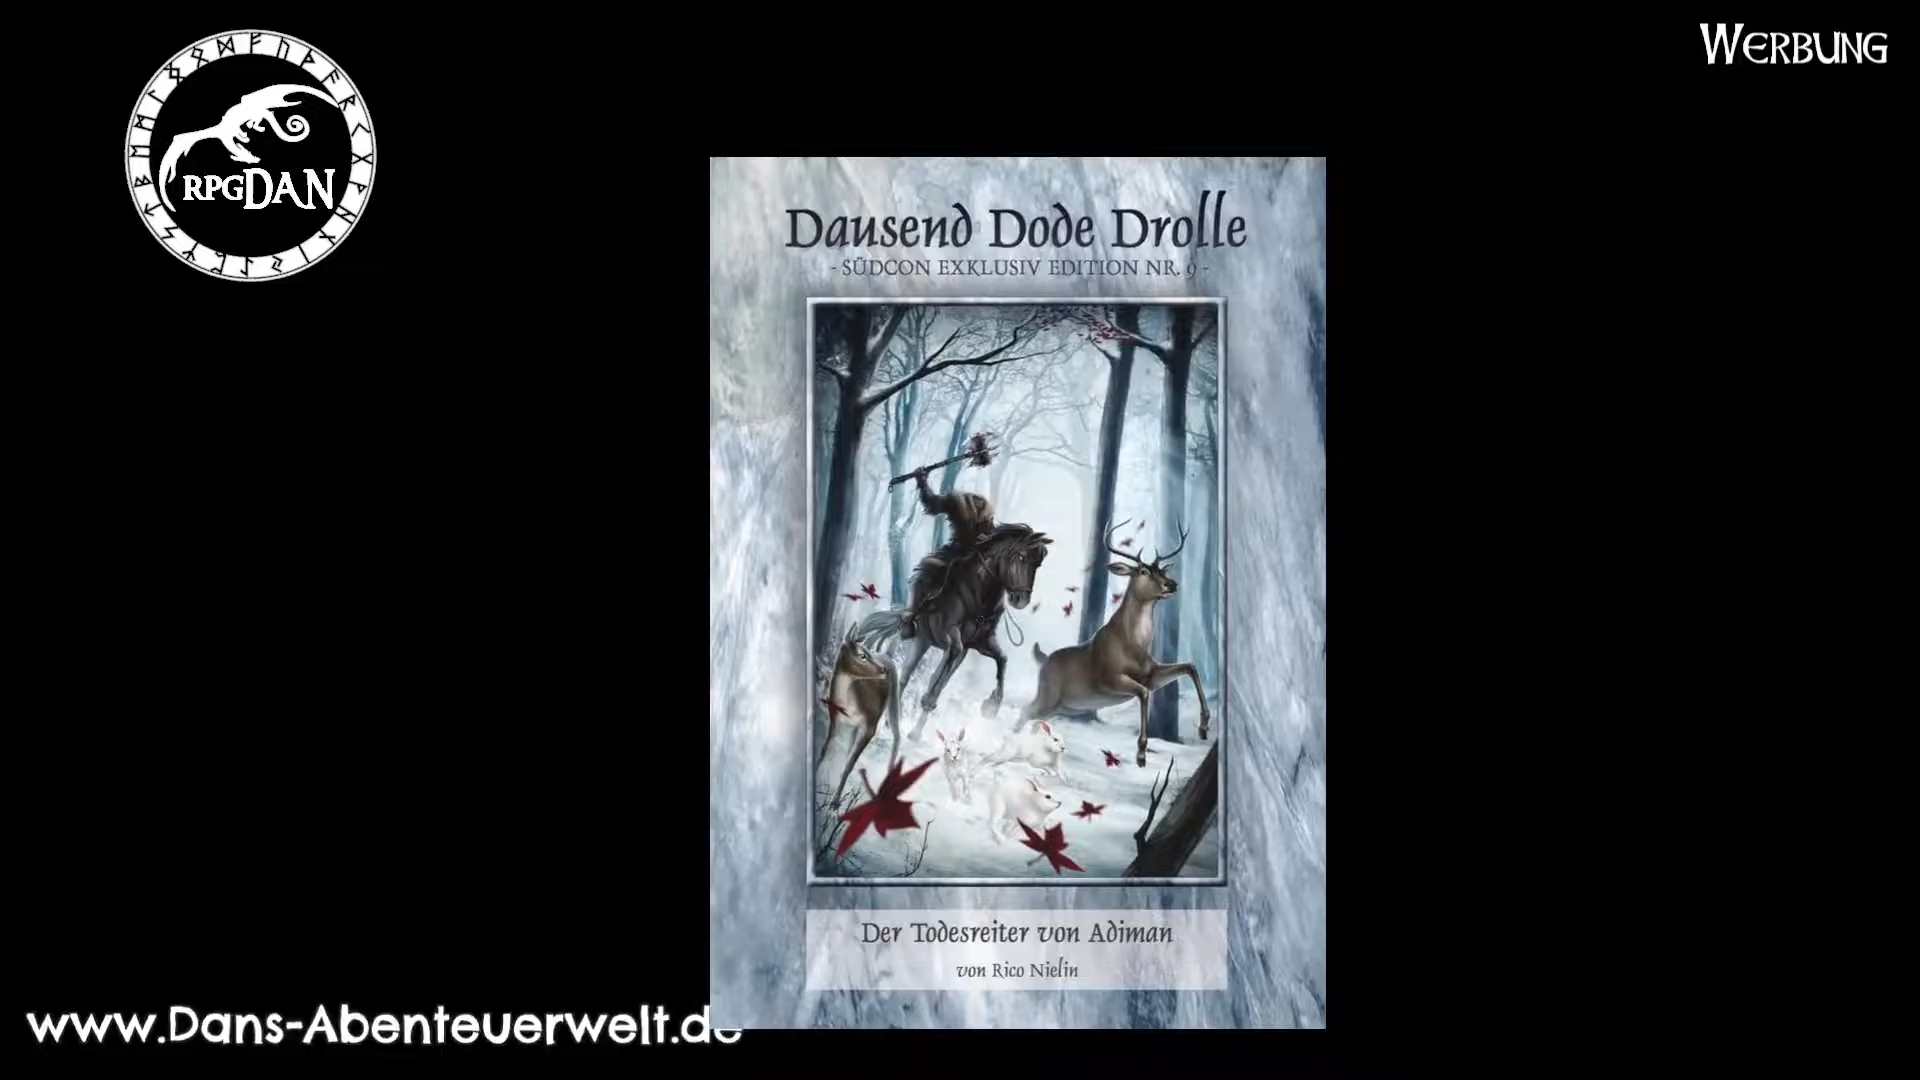 WERBUNG
RPGDAN
Dausend Dode Drolle
- SÜDCON EXKLUSIV EDITION NR. 9 -
Der Todesreiter von Adiman
von Rico Nielin
www.Dans-Abenteuerwelt.de